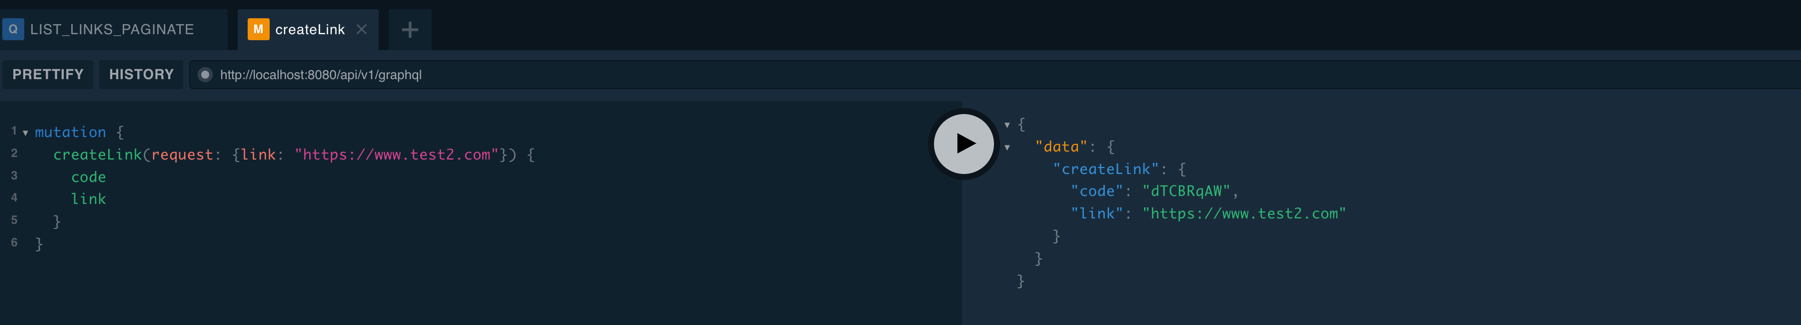 Q LIST_LINKS_PAGINATE M createLink × +
PRETTIFY HISTORY http://localhost:8080/api/v1/graphql
1 mutation {
2 createLink(request: {link: "https://www.test2.com"}) {
3 code
4 link
5 }
6 }
{
"data": {
"createLink": {
"code": "dTCBRqAW",
"link": "https://www.test2.com"
}
}
}